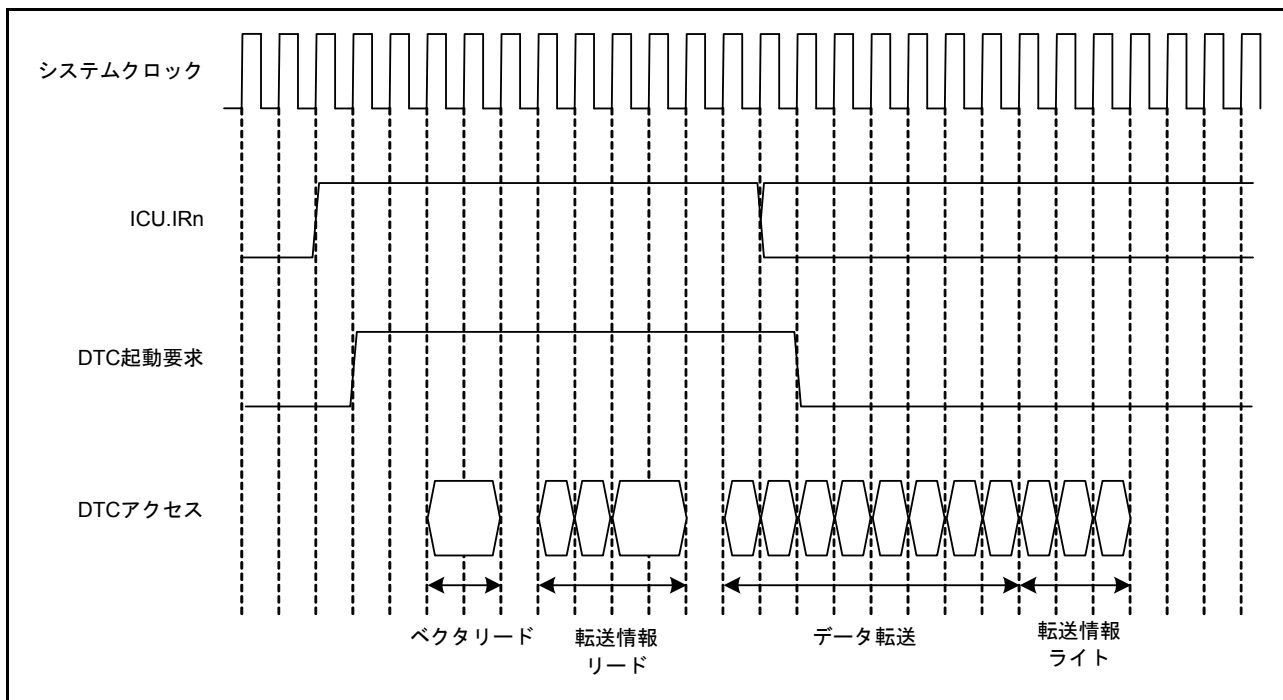 システムクロック
ICU.IRn
DTC起動要求
DTCアクセス
ベクタリード
転送情報
リード
データ転送
転送情報
ライト